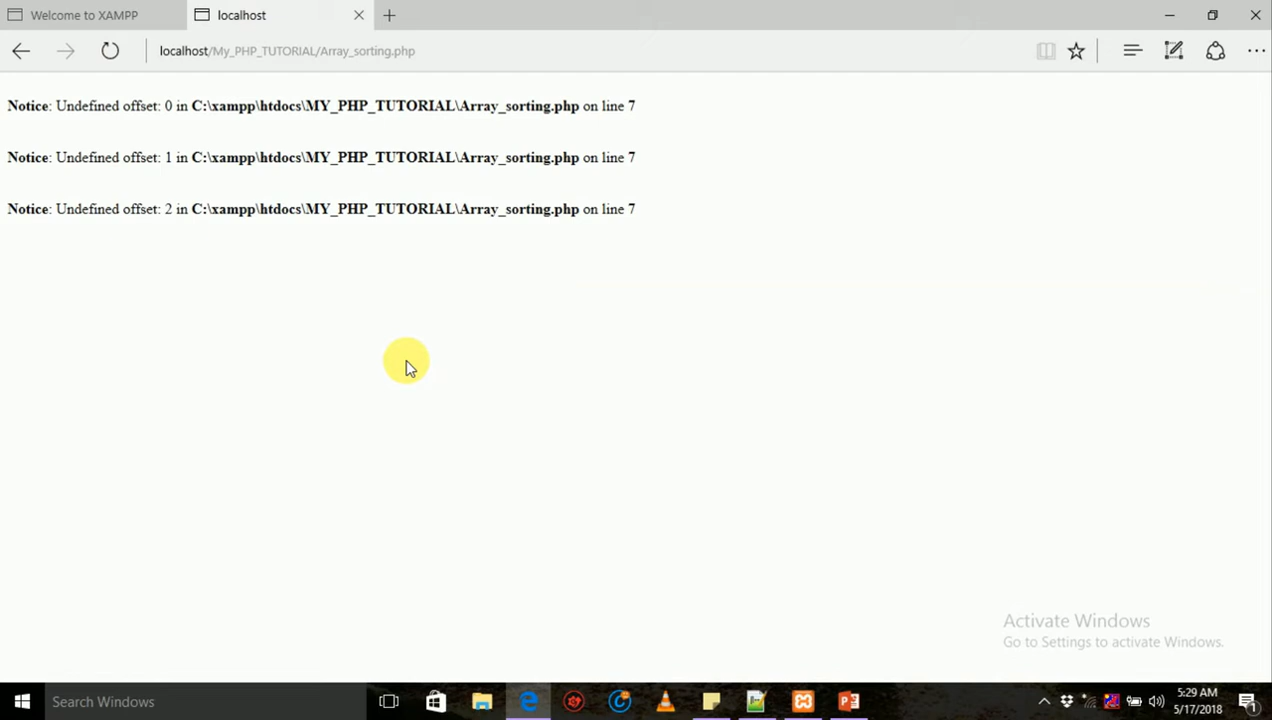 Welcome to XAMPP
localhost
localhost/My_PHP_TUTORIAL/Array_sorting.php
Notice: Undefined offset: 0 in C:\xampp\htdocs\MY_PHP_TUTORIAL\Array_sorting.php on line 7
Notice: Undefined offset: 1 in C:\xampp\htdocs\MY_PHP_TUTORIAL\Array_sorting.php on line 7
Notice: Undefined offset: 2 in C:\xampp\htdocs\MY_PHP_TUTORIAL\Array_sorting.php on line 7
Activate Windows
Go to Settings to activate Windows.
Search Windows
5:29 AM
5/17/2018
1